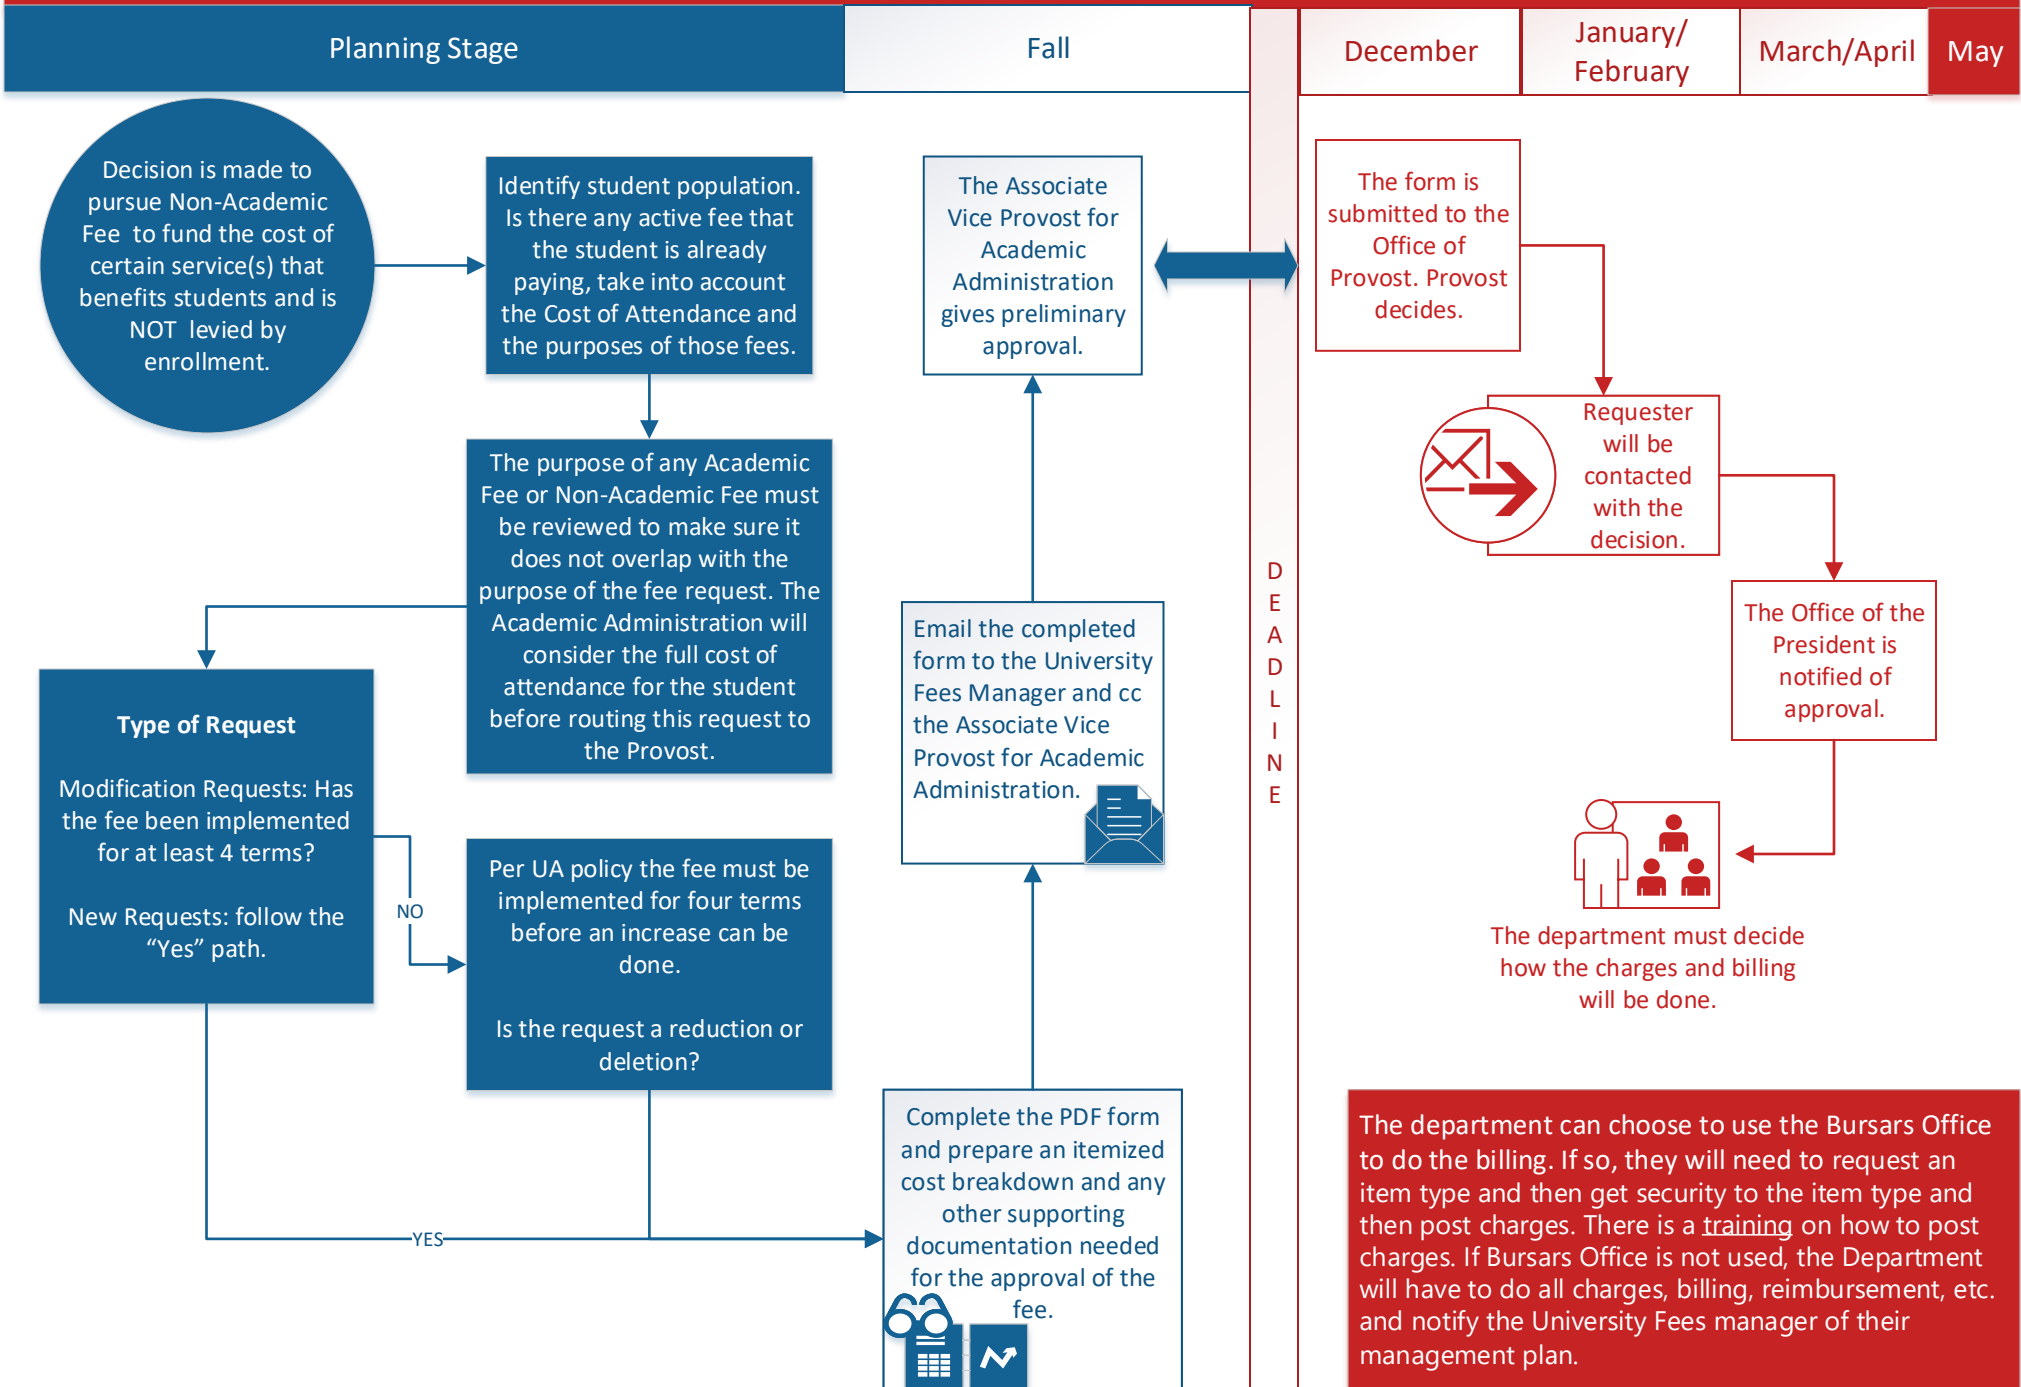 Planning Stage
Fall
December
January/
February
March/April
May
Decision is made to
pursue Non-Academic
Fee  to fund the cost of
certain service(s) that
benefits students and is
NOT  levied by
enrollment.
Identify student population.
Is there any active fee that
the student is already
paying, take into account
the Cost of Attendance and
the purposes of those fees.
The purpose of any Academic
Fee or Non-Academic Fee must
be reviewed to make sure it
does not overlap with the
purpose of the fee request. The
Academic Administration will
consider the full cost of
attendance for the student
before routing this request to
the Provost.
Type of Request
Modification Requests: Has
the fee been implemented
for at least 4 terms?
New Requests: follow the
“Yes” path.
NO
Per UA policy the fee must be
implemented for four terms
before an increase can be
done.
Is the request a reduction or
deletion?
YES
Complete the PDF form
and prepare an itemized
cost breakdown and any
other supporting
documentation needed
for the approval of the
fee.
Email the completed
form to the University
Fees Manager and cc
the Associate Vice
Provost for Academic
Administration.
The Associate
Vice Provost for
Academic
Administration
gives preliminary
approval.
D
E
A
D
L
I
N
E
The form is
submitted to the
Office of
Provost. Provost
decides.
Requester
will be
contacted
with the
decision.
The Office of the
President is
notified of
approval.
The department must decide
how the charges and billing
will be done.
The department can choose to use the Bursars Office
to do the billing. If so, they will need to request an
item type and then get security to the item type and
then post charges. There is a training on how to post
charges. If Bursars Office is not used, the Department
will have to do all charges, billing, reimbursement, etc.
and notify the University Fees manager of their
management plan.